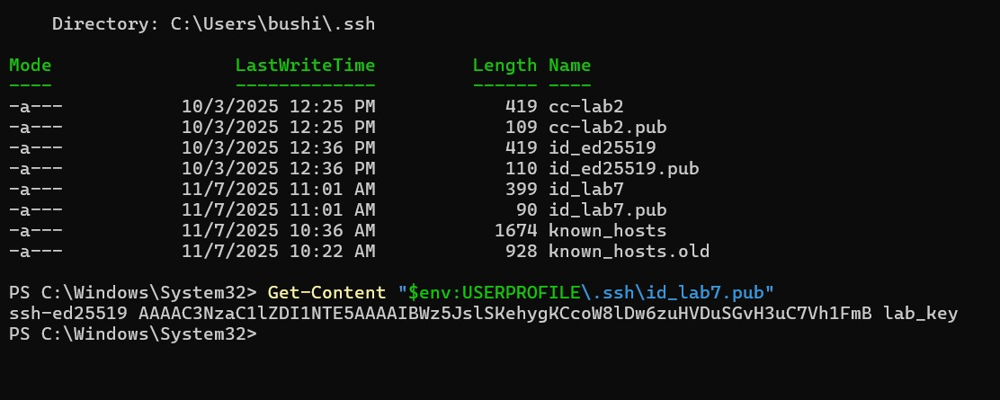 Directory: C:\Users\bushi\.ssh
Mode LastWriteTime Length Name
---- ------------- ------ ----
-a--- 10/3/2025 12:25 PM 419 cc-lab2
-a--- 10/3/2025 12:25 PM 109 cc-lab2.pub
-a--- 10/3/2025 12:36 PM 419 id_ed25519
-a--- 10/3/2025 12:36 PM 110 id_ed25519.pub
-a--- 11/7/2025 11:01 AM 399 id_lab7
-a--- 11/7/2025 11:01 AM 90 id_lab7.pub
-a--- 11/7/2025 10:36 AM 1674 known_hosts
-a--- 11/7/2025 10:22 AM 928 known_hosts.old
PS C:\Windows\System32> Get-Content "$env:USERPROFILE\.ssh\id_lab7.pub"
ssh-ed25519 AAAAC3NzaC1lZDI1NTE5AAAAIBWz5JslSKehygKCcoW8lDw6zuHVDuSGvH3uC7Vh1FmB lab_key
PS C:\Windows\System32>